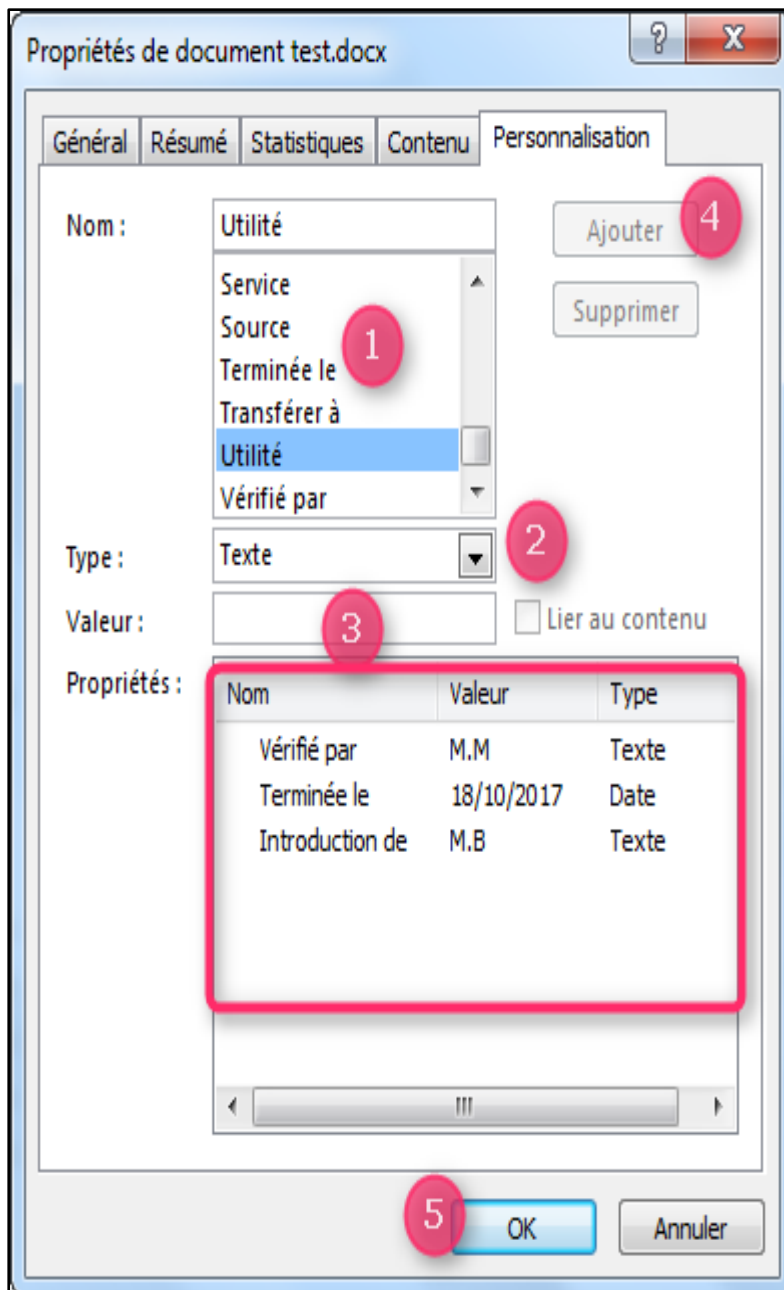 Propriétés de document test.docx
?
X
Général Résumé Statistiques Contenu Personnalisation
Nom : Utilité Ajouter 4
Service
Supprimer
Source
1
Terminée le
Transférer à
Utilité
Vérifié par
Type : Texte 2
Valeur : 3 Lier au contenu
Propriétés : Nom Valeur Type
Vérifié par M.M Texte
Terminée le 18/10/2017 Date
Introduction de M.B Texte
5 OK Annuler